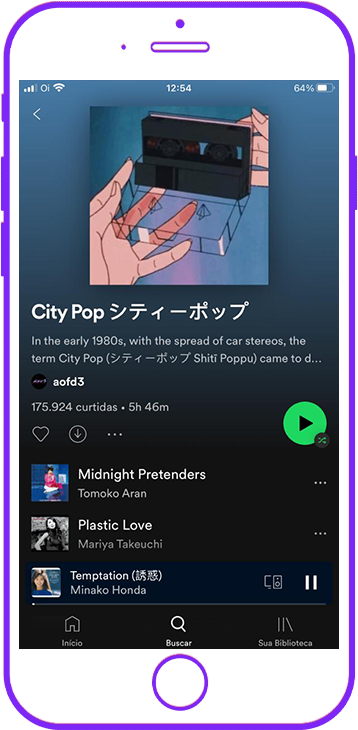 Oi 12:54 64%
City Pop シティーポップ
In the early 1980s, with the spread of car stereos, the
term City Pop (シティーポップ Shitī Poppu) came to d...
aofd3
175.924 curtidas • 5h 46m
Midnight Pretenders
Tomoko Aran
Plastic Love
Mariya Takeuchi
Temptation (誘惑)
Minako Honda
Início Buscar Sua Biblioteca